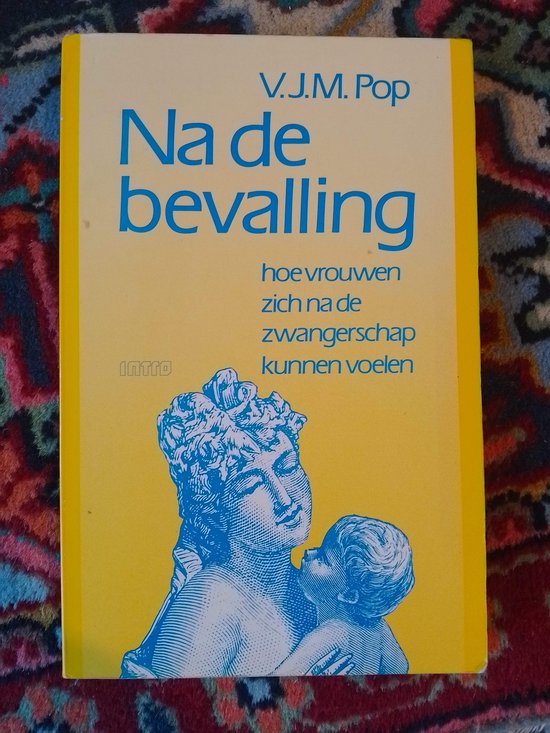 V.J.M. Pop
Na de
bevalling
hoe vrouwen
zich na de
zwangerschap
kunnen voelen
intro